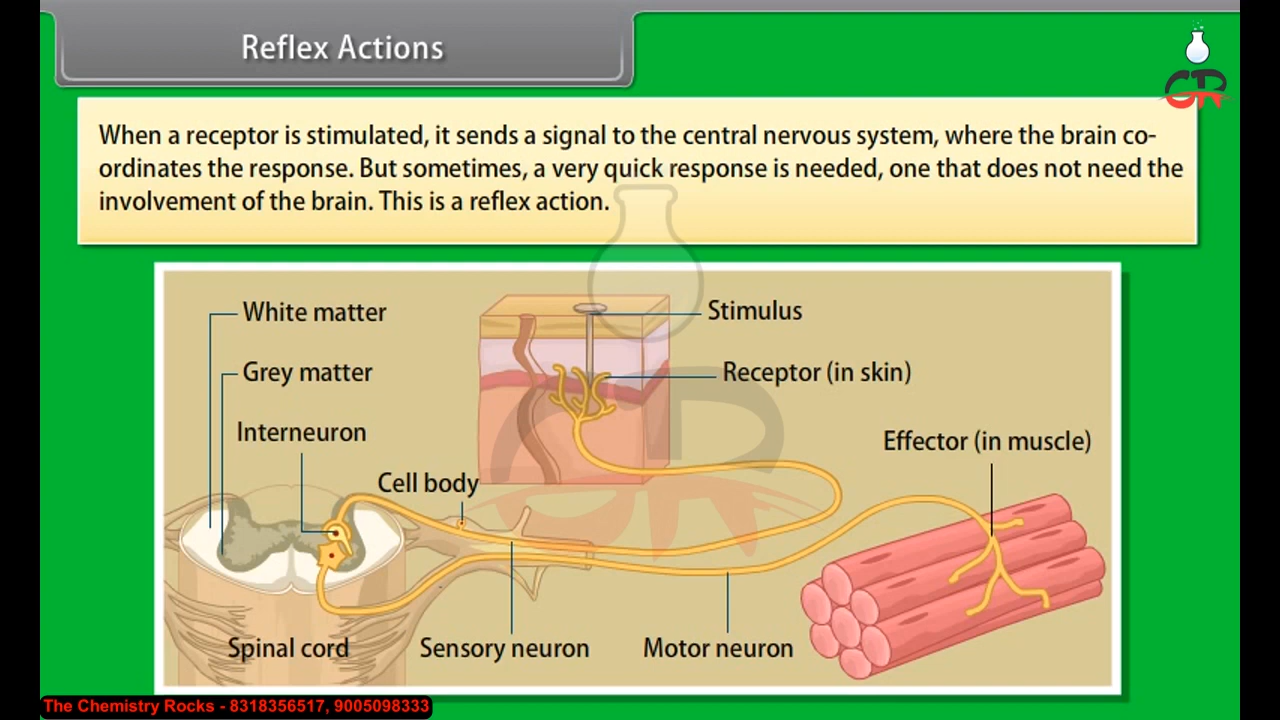 Reflex Actions
CR
When a receptor is stimulated, it sends a signal to the central nervous system, where the brain co-
ordinates the response. But sometimes, a very quick response is needed, one that does not need the
involvement of the brain. This is a reflex action.
White matter
Stimulus
Grey matter
Receptor (in skin)
Interneuron
Effector (in muscle)
Cell body
CR
Spinal cord
Sensory neuron
Motor neuron
The Chemistry Rocks - 8318356517, 9005098333